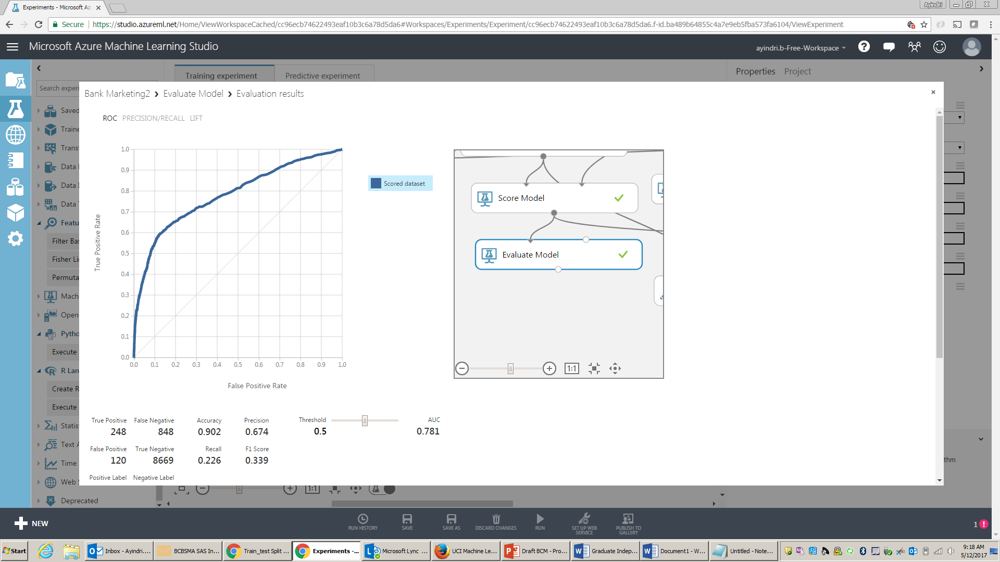 Experiments - Microsoft Az
Ayindri
Secure
https://studio.azureml.net/Home/ViewWorkspaceCached/cc96ecb74622493eaf10b3c6a78d5da6#Workspaces/Experiments/Experiment/cc96ecb74622493eaf10b3c6a78d5da6.f-id.ba489b64855c4a7e9eb5fba573fa6104/ViewExperiment
Microsoft Azure Machine Learning Studio
ayindri.b-Free-Workspace
Training experiment
Predictive experiment
Properties
Project
Search experi
Saved
Traine
Transf
Data
Data I
Data T
Featu
Filter Bas
Fisher Li
Permuta
Mach
Open
Pytho
Execute
R Lan
Create R
Execute
Statis
Text A
Time
Web S
Deprecated
Bank Marketing2 › Evaluate Model › Evaluation results
ROC PRECISION/RECALL LIFT
1.0
0.9
0.8
0.7
0.6
0.5
0.4
0.3
0.2
0.1
0.0
True Positive Rate
0.0 0.1 0.2 0.3 0.4 0.5 0.6 0.7 0.8 0.9 1.0
False Positive Rate
Scored dataset
Score Model
Evaluate Model
1:1
True Positive False Negative Accuracy Precision Threshold AUC
248 848 0.902 0.674 0.5 0.781
False Positive True Negative Recall F1 Score
120 8669 0.226 0.339
Positive Label Negative Label
thm
1:1
NEW
RUN HISTORY
SAVE
SAVE AS
DISCARD CHANGES
RUN
SET UP WEB
SERVICE
PUBLISH TO
GALLERY
1
Start
Inbox - Ayindri....
BCBSMA SAS In...
Train_test Split ...
Experiments -...
Microsoft Lync ...
UCI Machine Le...
Draft BCM - Pro...
Graduate Indep...
Document1 - W...
Untitled - Note...
9:18 AM
5/12/2017